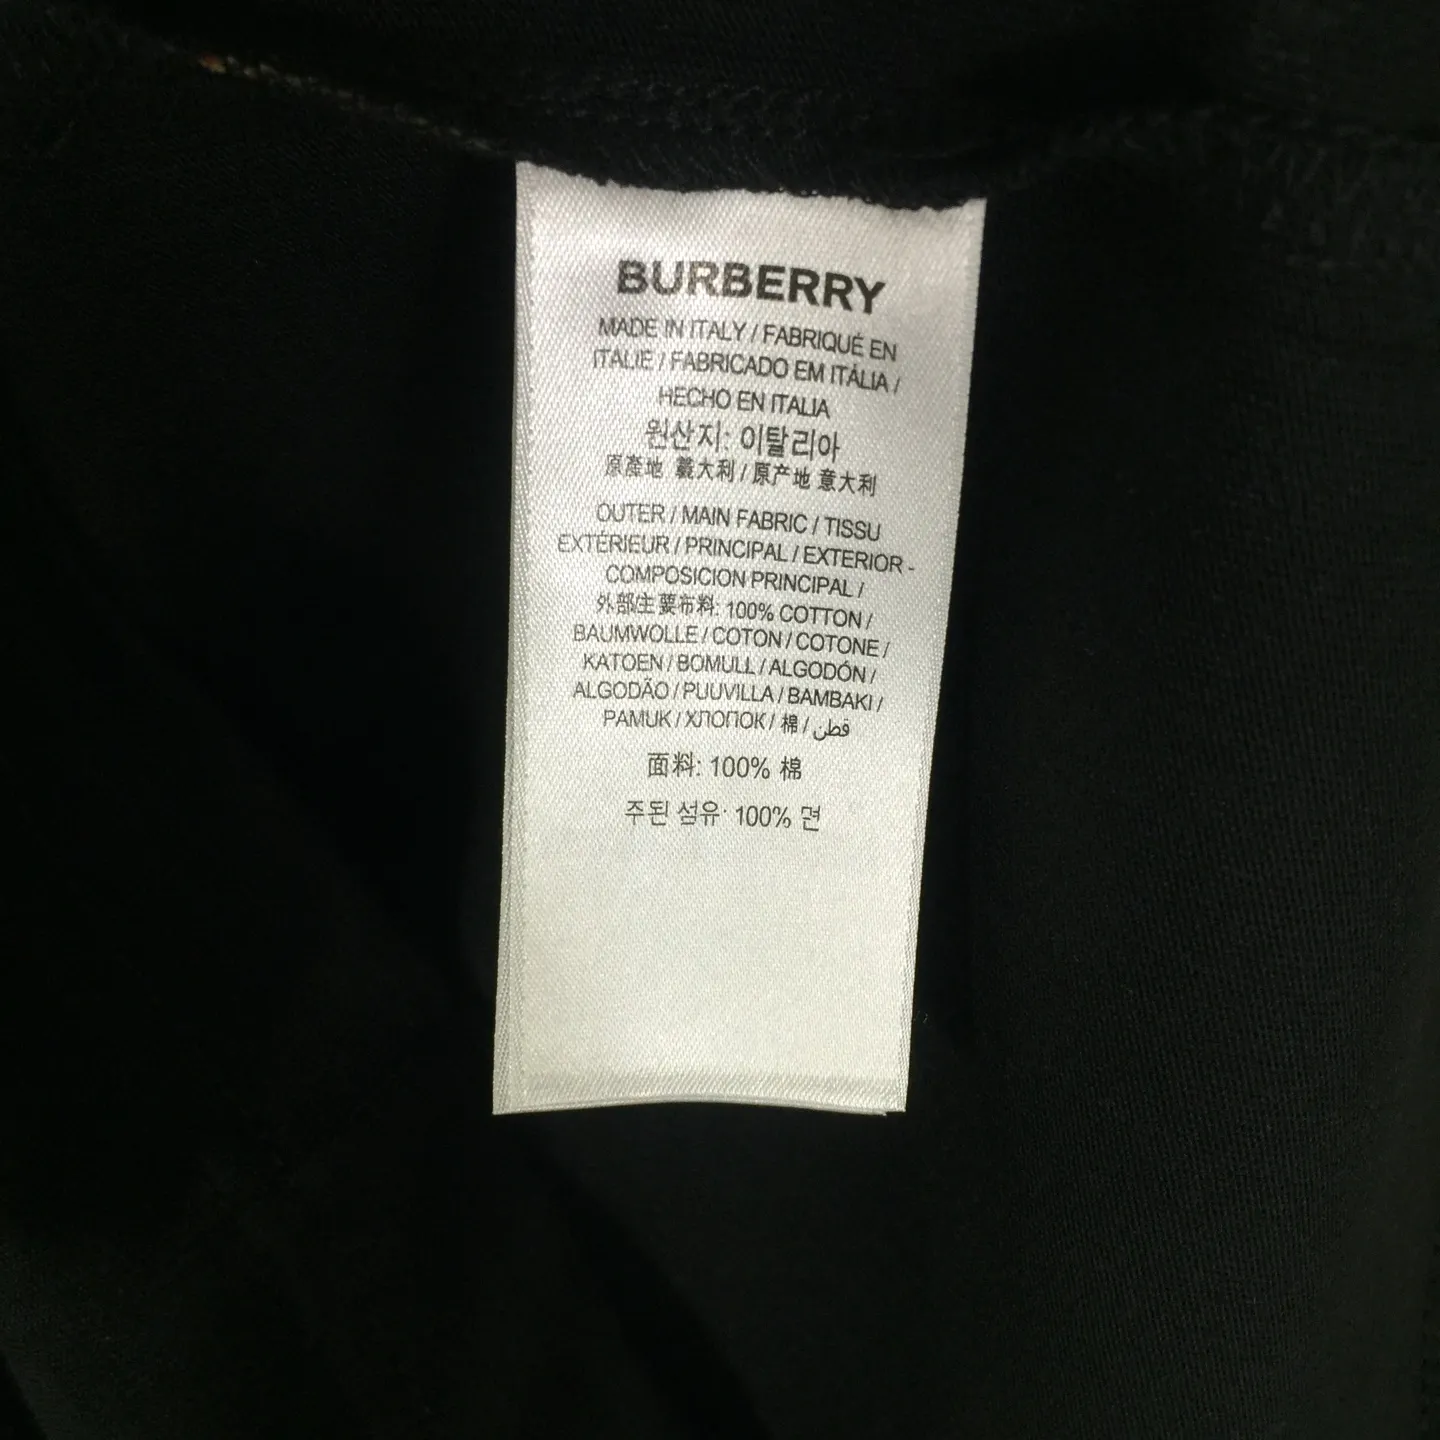 BURBERRY
MADE IN ITALY / FABRIQUÉ EN
ITALIE / FABRICADO EM ITÁLIA /
HECHO EN ITALIA
원산지: 이탈리아
原產地 義大利 / 原产地 意大利
OUTER / MAIN FABRIC / TISSU
EXTÉRIEUR / PRINCIPAL / EXTERIOR -
COMPOSICION PRINCIPAL /
外部主要布料: 100% COTTON /
BAUMWOLLE / COTON / COTONE /
KATOEN / BOMULL / ALGODÓN /
ALGODÃO / PUUVILLA / BAMBAKI /
PAMUK / ХЛОПОК / 棉 / قطن
面料: 100% 棉
주된 섬유: 100% 면